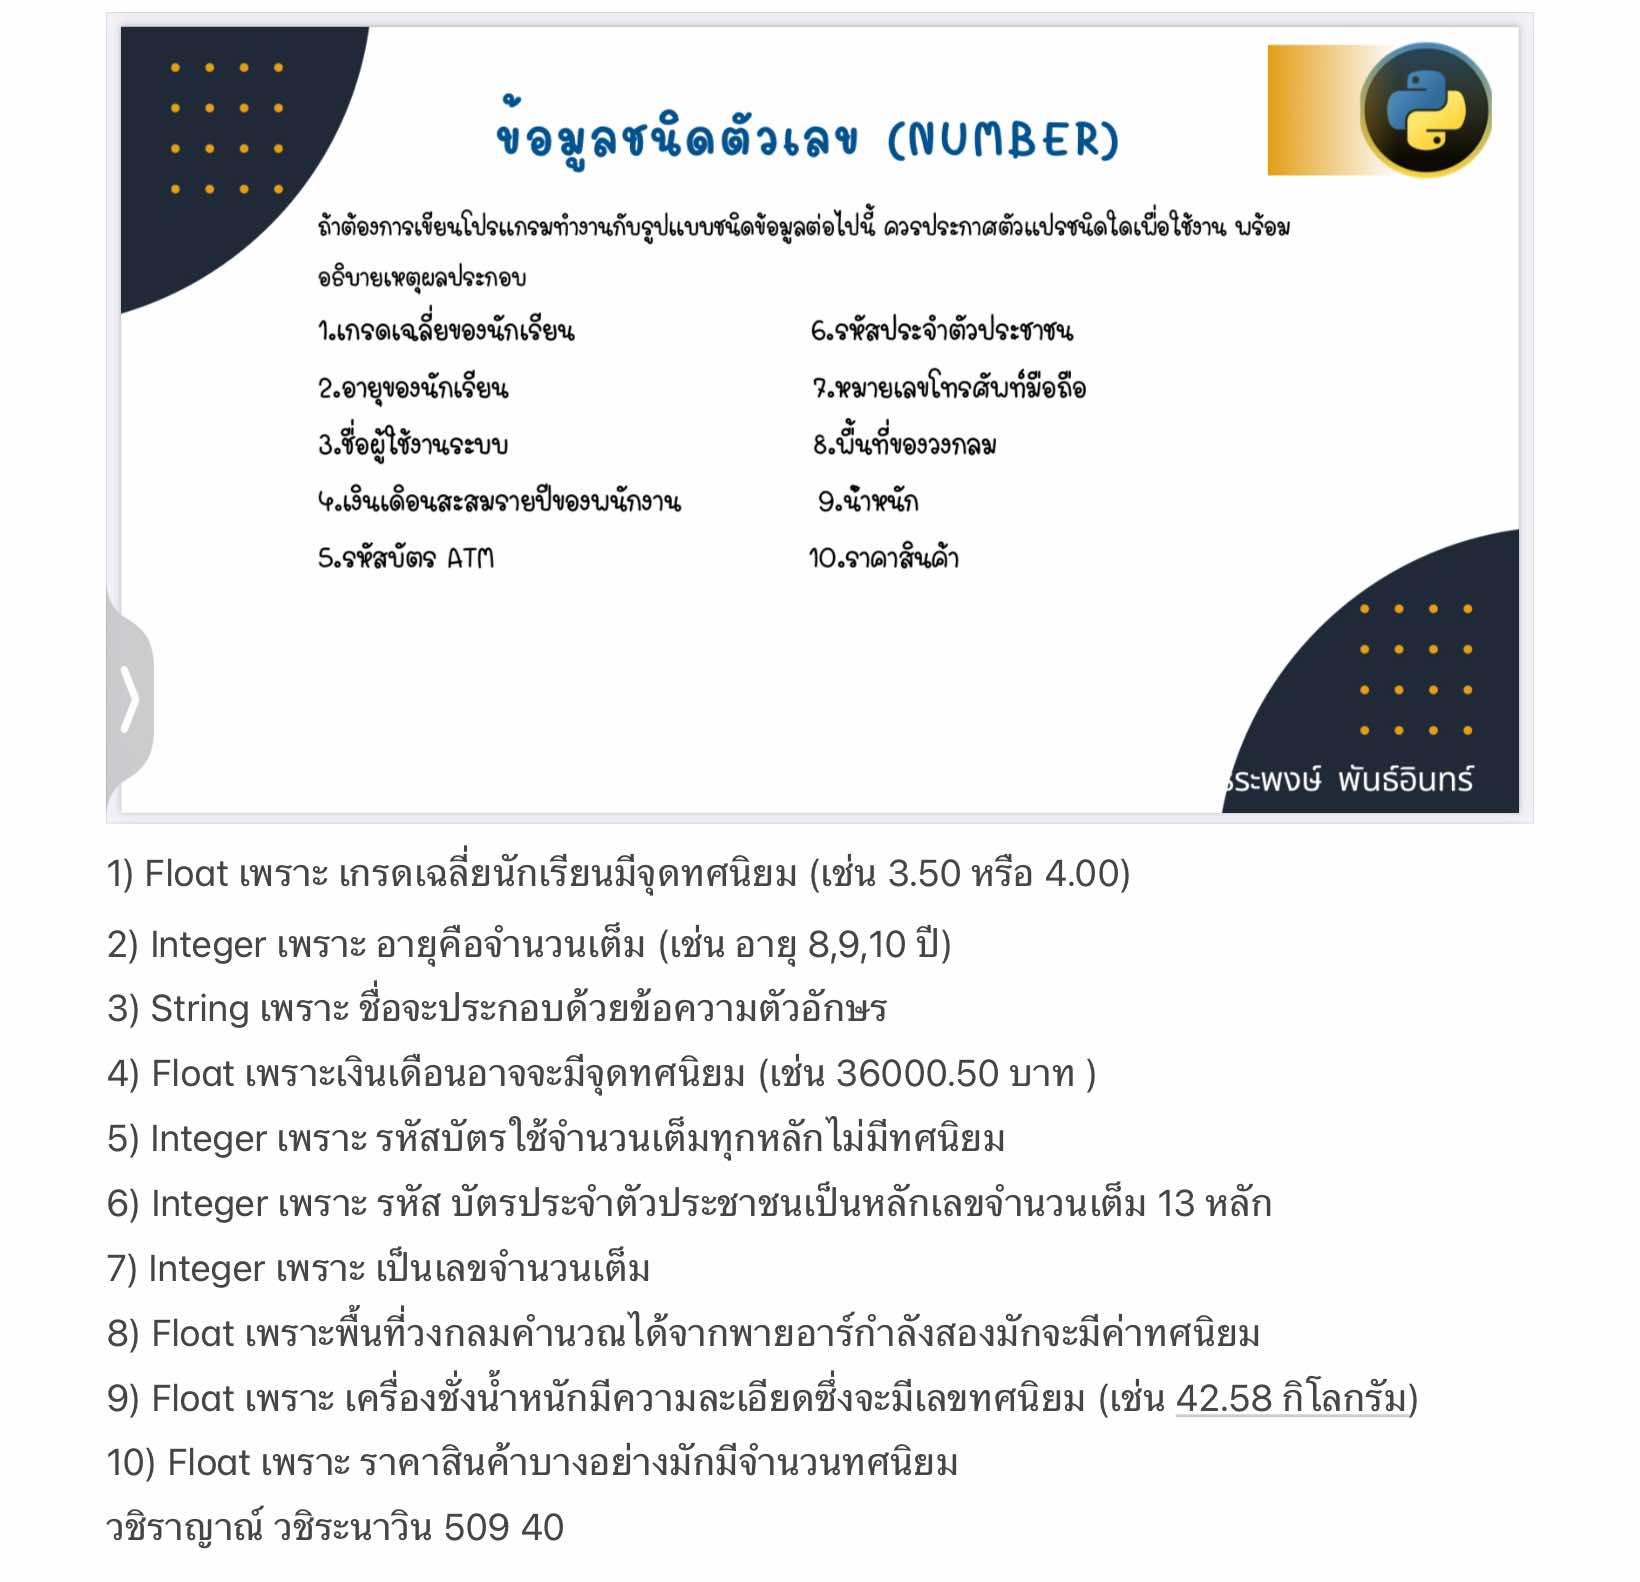 ข้อมูลชนิดตัวเลข (NUMBER)
ถ้าต้องการเขียนโปรแกรมทำงานกับรูปแบบชนิดข้อมูลต่อไปนี้ ควรประกาศตัวแปรชนิดใดเพื่อใช้งาน พร้อม
อธิบายเหตุผลประกอบ
1.เกรดเฉลี่ยของนักเรียน
2.อายุของนักเรียน
3.ชื่อผู้ใช้งานระบบ
4.เงินเดือนสะสมรายปีของพนักงาน
5.รหัสบัตร ATM
6.รหัสประจำตัวประชาชน
7.หมายเลขโทรศัพท์มือถือ
8.พื้นที่ของวงกลม
9.น้ำหนัก
10.ราคาสินค้า
ระพงษ์ พันธ์อินทร์
1) Float เพราะ เกรดเฉลี่ยนักเรียนมีจุดทศนิยม (เช่น 3.50 หรือ 4.00)
2) Integer เพราะ อายุคือจำนวนเต็ม (เช่น อายุ 8,9,10 ปี)
3) String เพราะ ชื่อจะประกอบด้วยข้อความตัวอักษร
4) Float เพราะเงินเดือนอาจจะมีจุดทศนิยม (เช่น 36000.50 บาท )
5) Integer เพราะ รหัสบัตรใช้จำนวนเต็มทุกหลักไม่มีทศนิยม
6) Integer เพราะ รหัส บัตรประจำตัวประชาชนเป็นหลักเลขจำนวนเต็ม 13 หลัก
7) Integer เพราะ เป็นเลขจำนวนเต็ม
8) Float เพราะพื้นที่วงกลมคำนวณได้จากพายอาร์กำลังสองมักจะมีค่าทศนิยม
9) Float เพราะ เครื่องชั่งน้ำหนักมีความละเอียดซึ่งจะมีเลขทศนิยม (เช่น 42.58 กิโลกรัม)
10) Float เพราะ ราคาสินค้าบางอย่างมักมีจำนวนทศนิยม
วชิราญาณ์ วชิระนาวิน 509 40